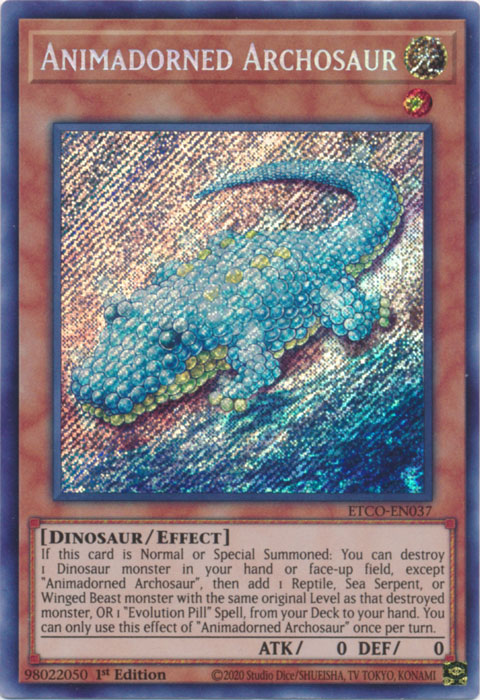 ANIMADORNED ARCHOSAUR
ETCO-EN037
[DINOSAUR/EFFECT]
If this card is Normal or Special Summoned: You can destroy
1 Dinosaur monster in your hand or face-up field, except
"Animadorned Archosaur", then add 1 Reptile, Sea Serpent, or
Winged Beast monster with the same original Level as that destroyed
monster, OR 1 "Evolution Pill" Spell, from your Deck to your hand. You
can only use this effect of "Animadorned Archosaur" once per turn.
ATK/ 0 DEF/ 0
98022050 1st Edition ©2020 Studio Dice/SHUEISHA, TV TOKYO, KONAMI